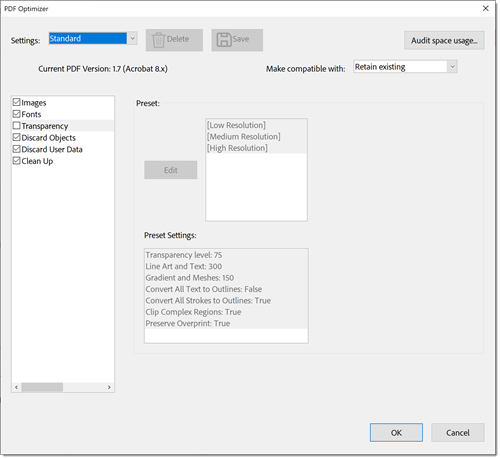 PDF Optimizer
Settings: Standard Delete Save Audit space usage...
Current PDF Version: 1.7 (Acrobat 8.x) Make compatible with: Retain existing
Images
Fonts
Transparency
Discard Objects
Discard User Data
Clean Up
Preset:
[Low Resolution]
[Medium Resolution]
[High Resolution]
Edit
Preset Settings:
Transparency level: 75
Line Art and Text: 300
Gradient and Meshes: 150
Convert All Text to Outlines: False
Convert All Strokes to Outlines: True
Clip Complex Regions: True
Preserve Overprint: True
OK Cancel